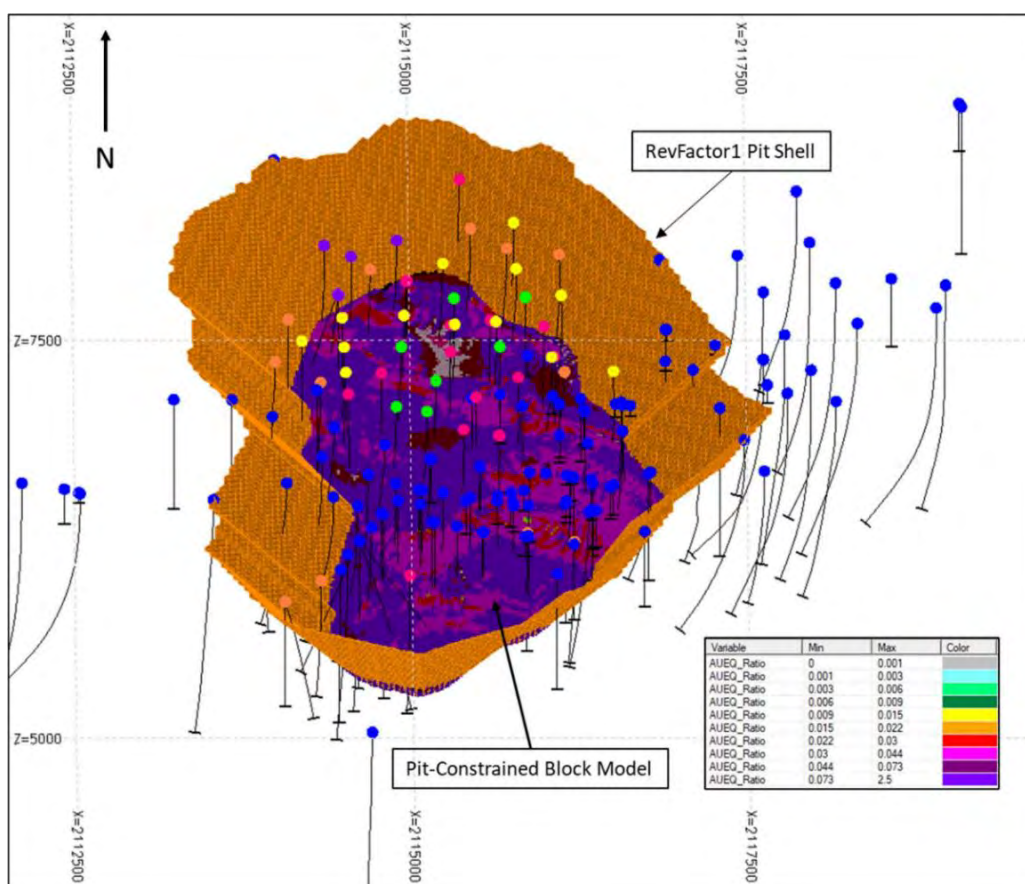 X=2112500
X=2115000
X=2117500
N
RevFactor1 Pit Shell
Z=7500
Variable Min Max Color
AUEQ_Ratio 0 0.001
AUEQ_Ratio 0.001 0.003
AUEQ_Ratio 0.003 0.006
AUEQ_Ratio 0.006 0.009
AUEQ_Ratio 0.009 0.015
AUEQ_Ratio 0.015 0.022
AUEQ_Ratio 0.022 0.03
AUEQ_Ratio 0.03 0.044
AUEQ_Ratio 0.044 0.073
AUEQ_Ratio 0.073 2.5
Z=5000
Pit-Constrained Block Model
X=2112500
X=2115000
X=2117500